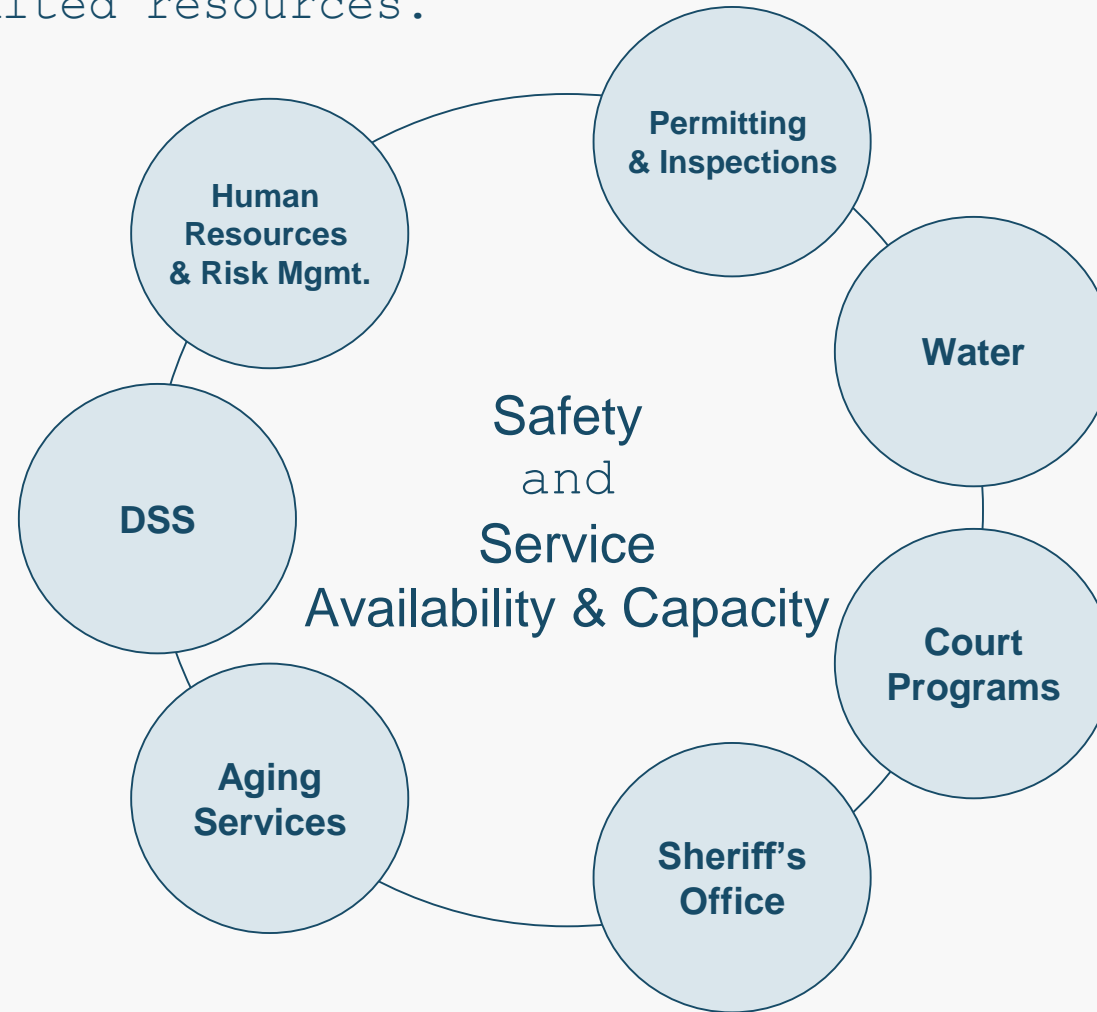 resources.
Permitting
& Inspections
Human
Resources
& Risk Mgmt.
Water
Safety
and
Service
Availability & Capacity
DSS
Court
Programs
Aging
Services
Sheriff’s
Office